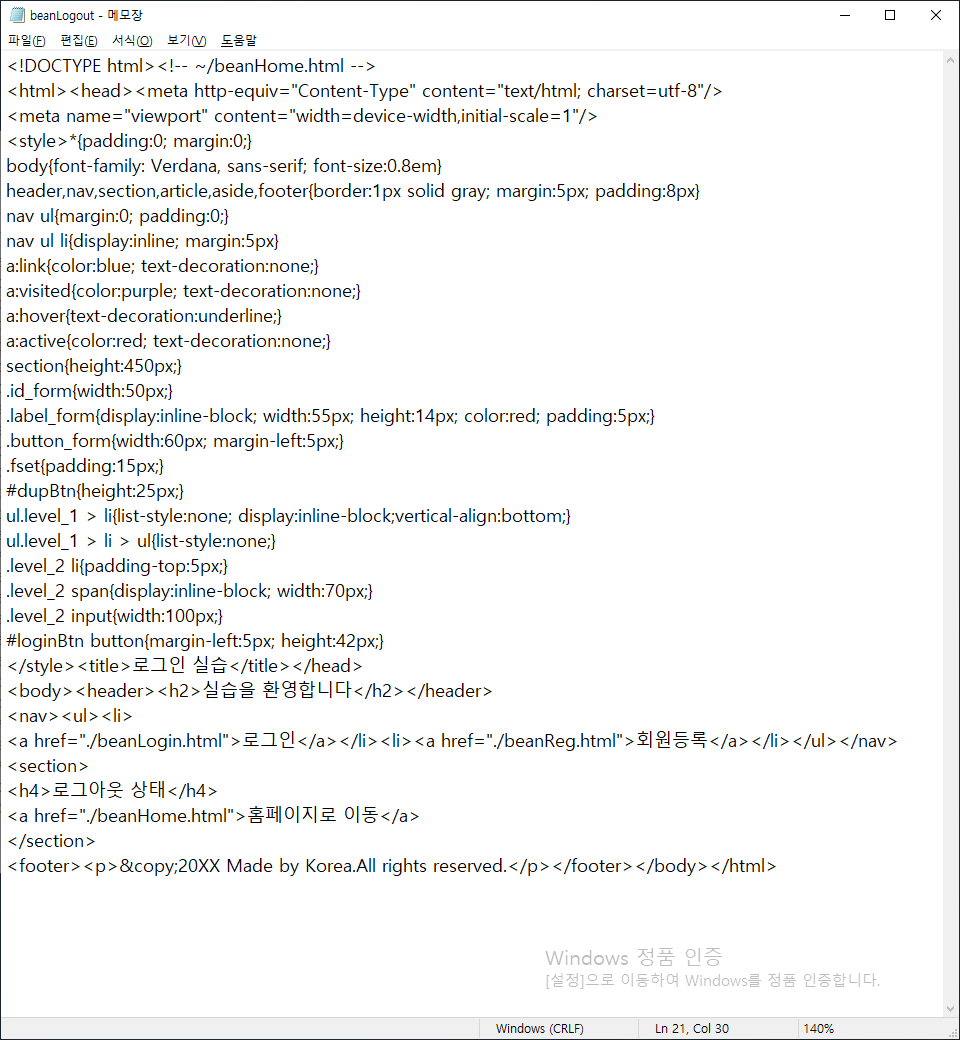 beanLogout - 메모장
파일(F) 편집(E) 서식(O) 보기(V) 도움말
<!DOCTYPE html><!-- ~/beanHome.html -->
<html><head><meta http-equiv="Content-Type" content="text/html; charset=utf-8"/>
<meta name="viewport" content="width=device-width,initial-scale=1"/>
<style>*{padding:0; margin:0;}
body{font-family: Verdana, sans-serif; font-size:0.8em}
header,nav,section,article,aside,footer{border:1px solid gray; margin:5px; padding:8px}
nav ul{margin:0; padding:0;}
nav ul li{display:inline; margin:5px}
a:link{color:blue; text-decoration:none;}
a:visited{color:purple; text-decoration:none;}
a:hover{text-decoration:underline;}
a:active{color:red; text-decoration:none;}
section{height:450px;}
.id_form{width:50px;}
.label_form{display:inline-block; width:55px; height:14px; color:red; padding:5px;}
.button_form{width:60px; margin-left:5px;}
.fset{padding:15px;}
#dupBtn{height:25px;}
ul.level_1 > li{list-style:none; display:inline-block;vertical-align:bottom;}
ul.level_1 > li > ul{list-style:none;}
.level_2 li{padding-top:5px;}
.level_2 span{display:inline-block; width:70px;}
.level_2 input{width:100px;}
#loginBtn button{margin-left:5px; height:42px;}
</style><title>로그인 실습</title></head>
<body><header><h2>실습을 환영합니다</h2></header>
<nav><ul><li>
<a href="./beanLogin.html">로그인</a></li><li><a href="./beanReg.html">회원등록</a></li></ul></nav>
<section>
<h4>로그아웃 상태</h4>
<a href="./beanHome.html">홈페이지로 이동</a>
</section>
<footer><p>&copy;20XX Made by Korea.All rights reserved.</p></footer></body></html>
Windows 정품 인증
[설정]으로 이동하여 Windows를 정품 인증합니다.
Windows (CRLF) Ln 21, Col 30 140%